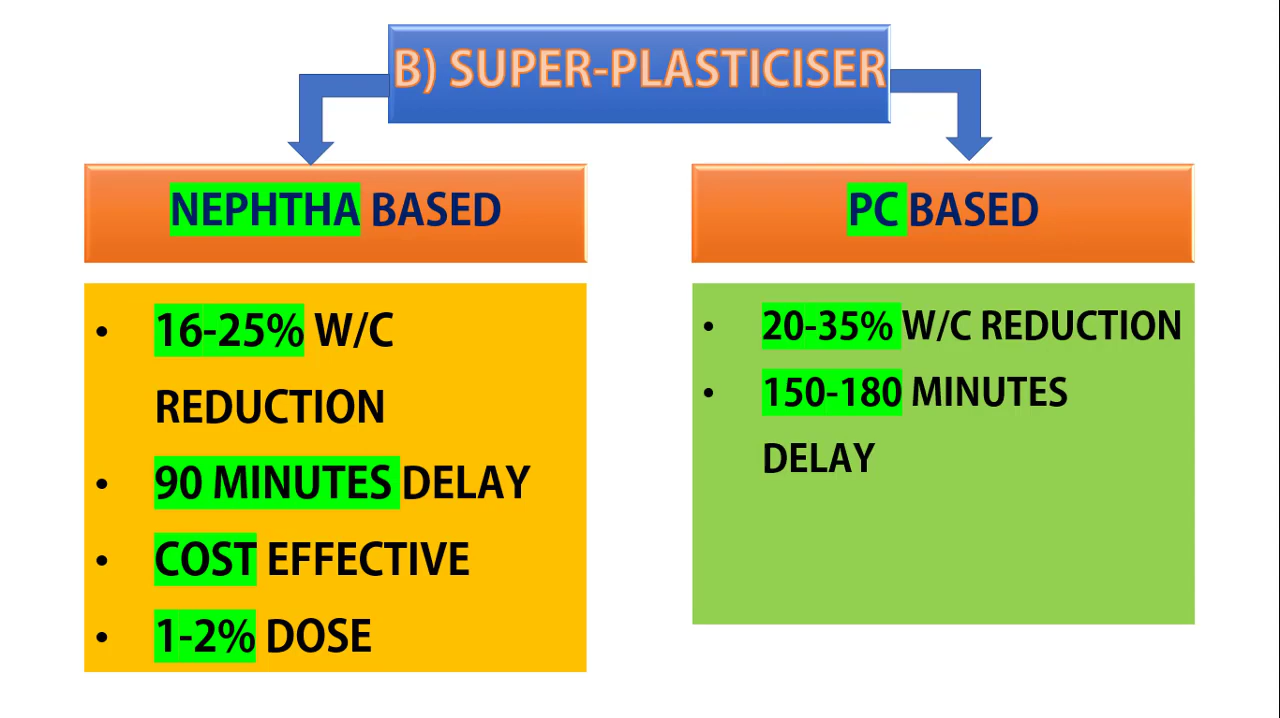 B) SUPER-PLASTICISER
NEPHTHA BASED
• 16-25% W/C
REDUCTION
• 90 MINUTES DELAY
• COST EFFECTIVE
• 1-2% DOSE
PC BASED
• 20-35% W/C REDUCTION
• 150-180 MINUTES
DELAY